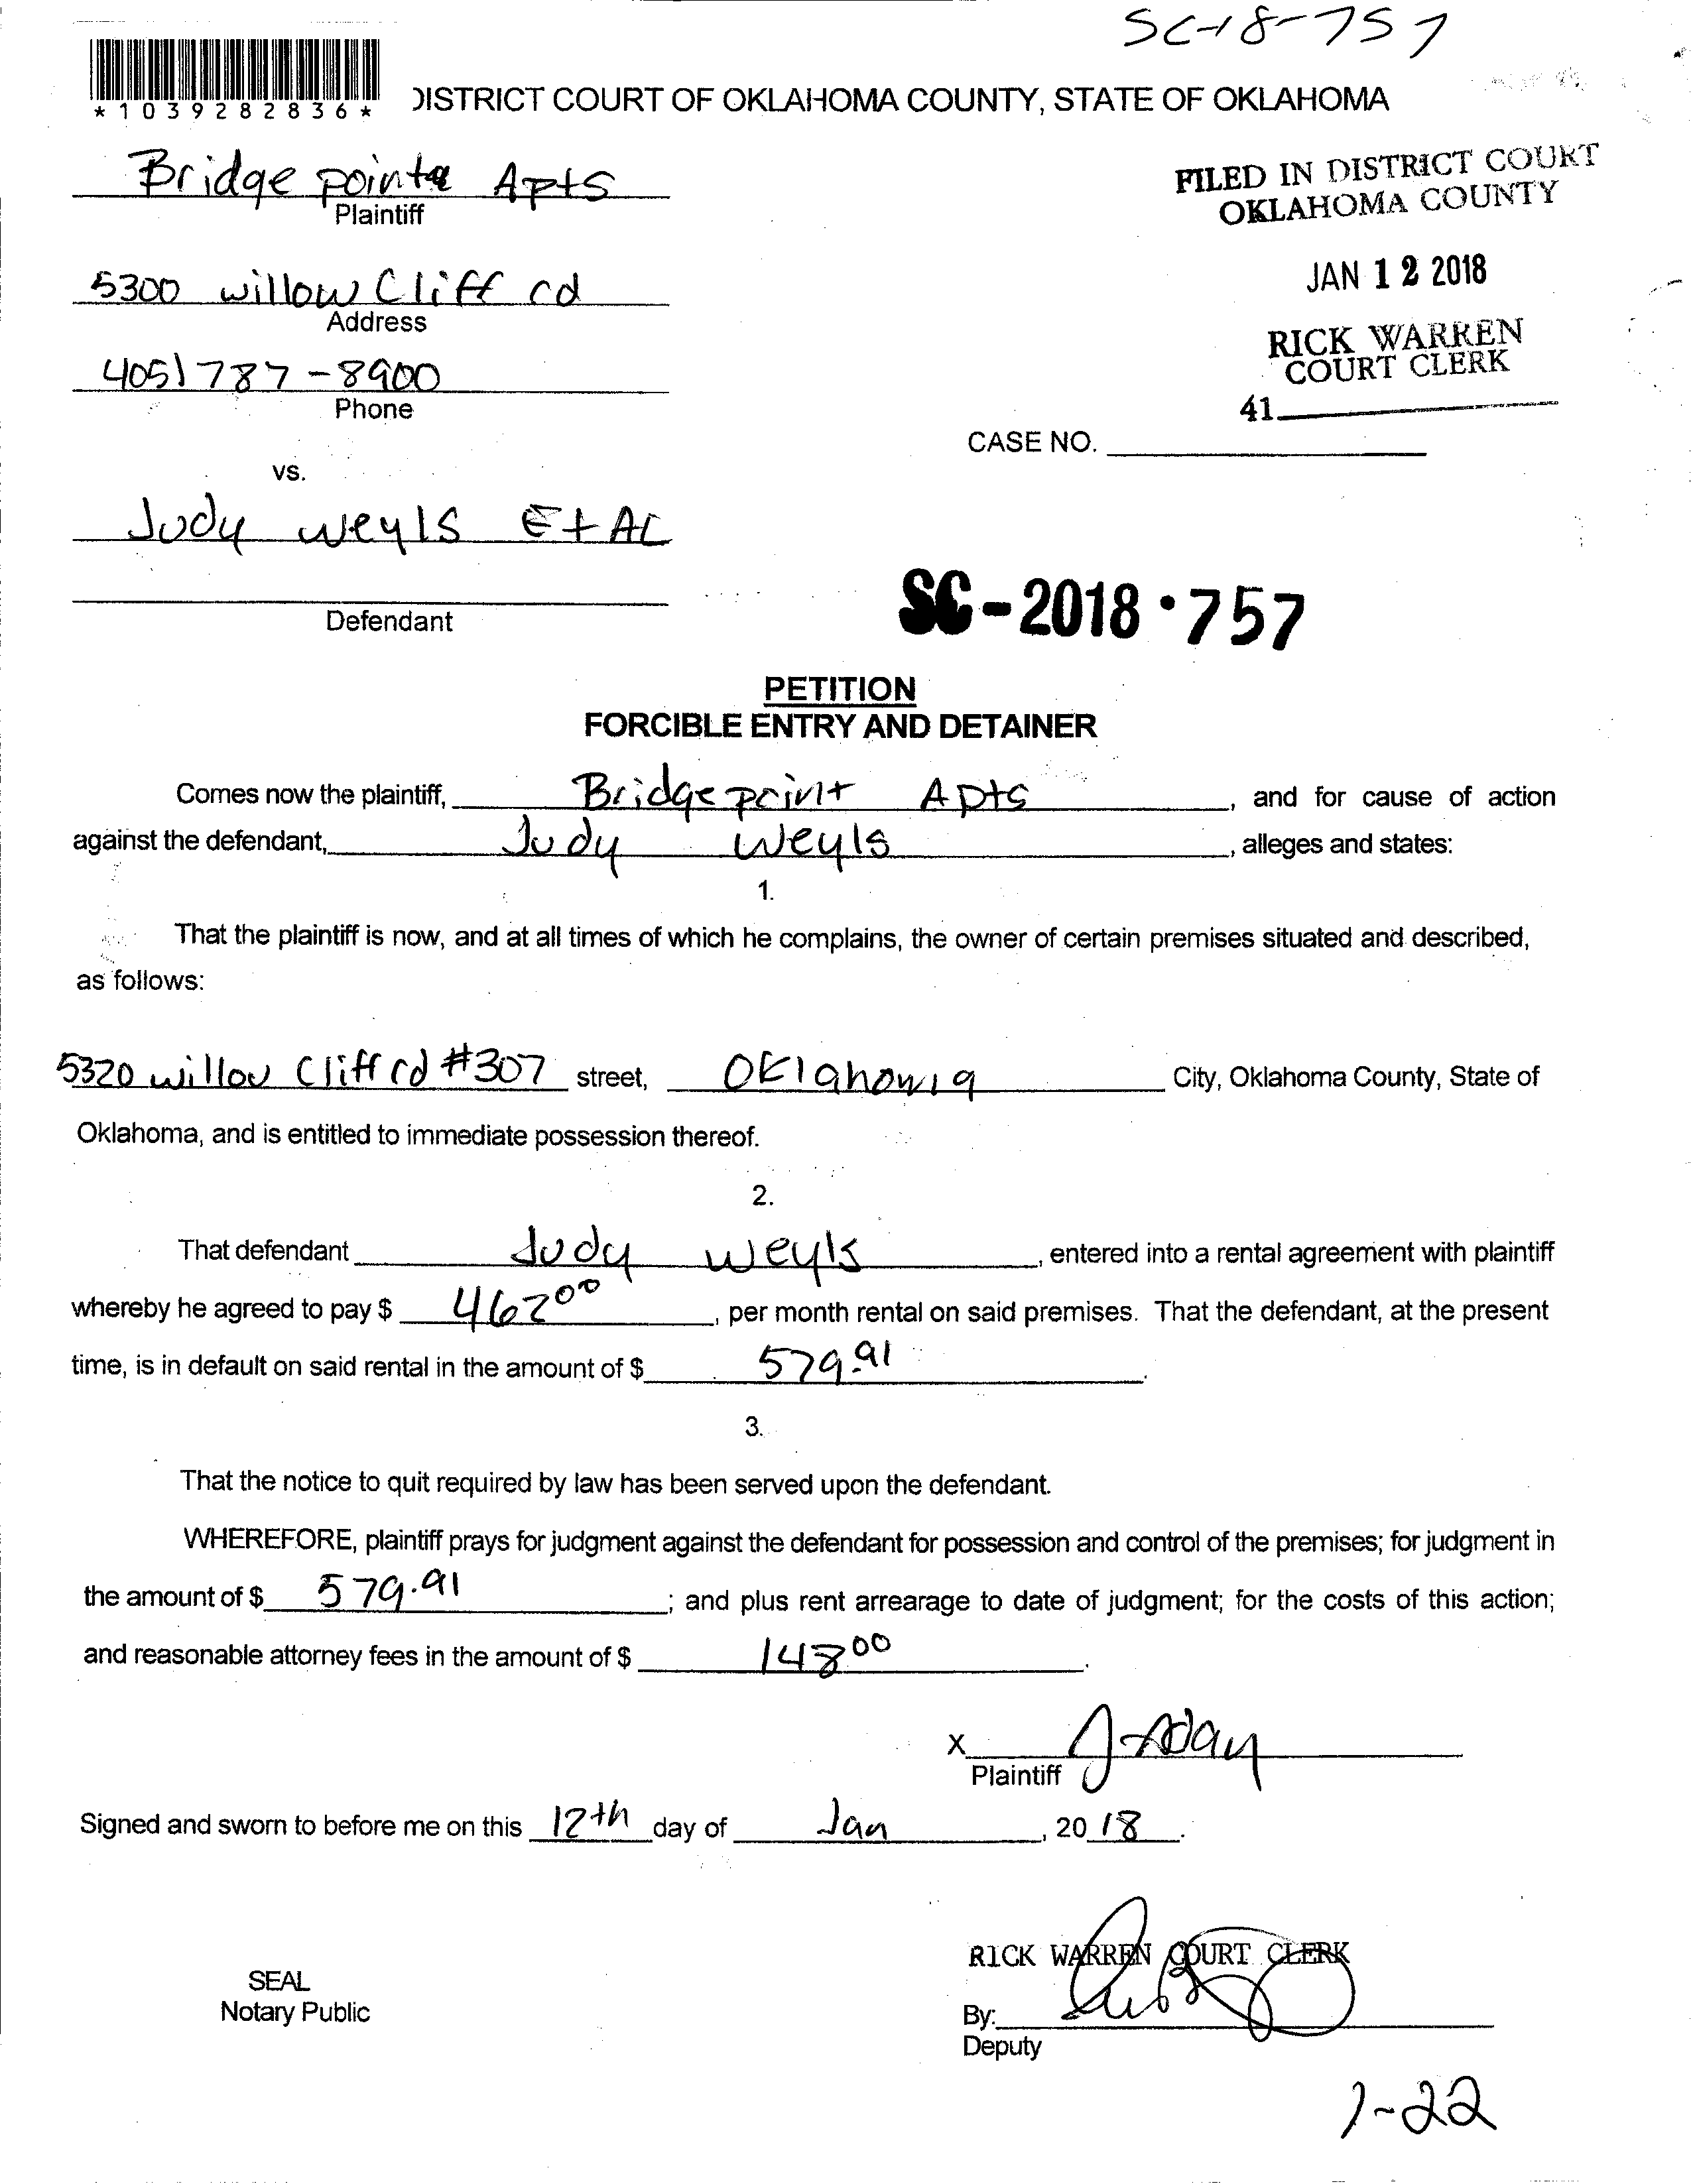 SC-18-757
*1039282836*
DISTRICT COURT OF OKLAHOMA COUNTY, STATE OF OKLAHOMA
Bridge pointe Apts
Plaintiff
FILED IN DISTRICT COURT
OKLAHOMA COUNTY
5300 willow Cliff rd
Address
JAN 12 2018
405) 787-8900
Phone
RICK WARREN
COURT CLERK
41
CASE NO.
vs.
Judy weyls Et AL
Defendant
SC-2018·757
PETITION
FORCIBLE ENTRY AND DETAINER
Comes now the plaintiff, Bridgepoint Apts, and for cause of action
against the defendant, Judy Weyls, alleges and states:
1.
That the plaintiff is now, and at all times of which he complains, the owner of certain premises situated and described,
as follows:
5320 willow Cliff rd #307 street, Oklahoma City, Oklahoma County, State of
Oklahoma, and is entitled to immediate possession thereof.
2.
That defendant Judy weyls, entered into a rental agreement with plaintiff
whereby he agreed to pay $ 462.00, per month rental on said premises. That the defendant, at the present
time, is in default on said rental in the amount of $ 579.91.
3.
That the notice to quit required by law has been served upon the defendant.
WHEREFORE, plaintiff prays for judgment against the defendant for possession and control of the premises; for judgment in
the amount of $ 579.91; and plus rent arrearage to date of judgment; for the costs of this action;
and reasonable attorney fees in the amount of $ 148 00.
X J-Aday
Plaintiff
Signed and sworn to before me on this 12th day of Jan, 20 18.
RICK WARREN COURT CLERK
SEAL
Notary Public
By:
Deputy
1-22